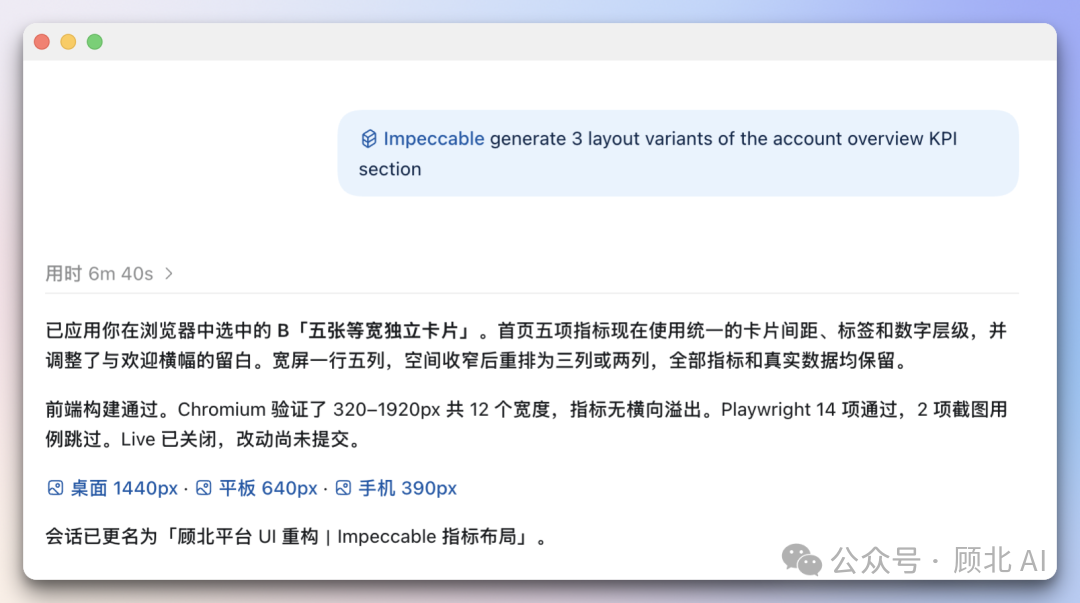 Impeccable generate 3 layout variants of the account overview KPI
section
用时 6m 40s >
已应用你在浏览器中选中的 B「五张等宽独立卡片」。首页五项指标现在使用统一的卡片间距、标签和数字层级，并
调整了与欢迎横幅的留白。宽屏一行五列，空间收窄后重排为三列或两列，全部指标和真实数据均保留。
前端构建通过。Chromium 验证了 320–1920px 共 12 个宽度，指标无横向溢出。Playwright 14 项通过，2 项截图用
例跳过。Live 已关闭，改动尚未提交。
桌面 1440px · 平板 640px · 手机 390px
会话已更名为「顾北平台 UI 重构 | Impeccable 指标布局」。
公众号 · 顾北 AI